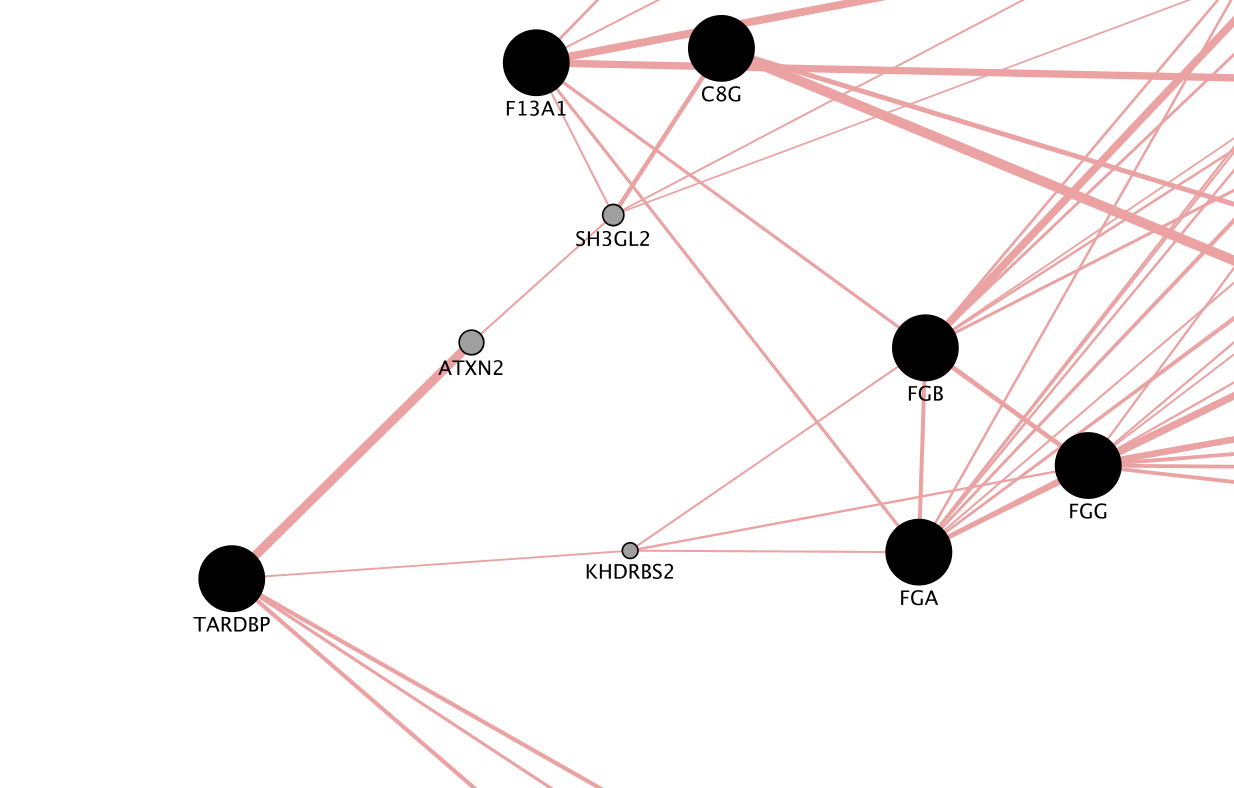 C8G
F13A1
SH3GL2
ATXN2
FGB
FGG
KHDRBS2
FGA
TARDBP